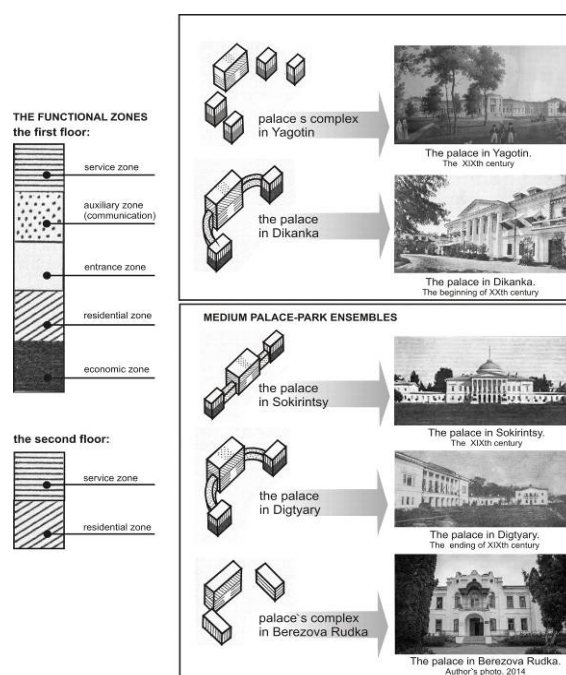 THE FUNCTIONAL ZONES
the first floor:
service zone
auxiliary zone
(communication)
entrance zone
residential zone
economic zone
the second floor:
service zone
residential zone
palace s complex
in Yagotin
The palace in Yagotin.
The XIXth century
the palace
in Dikanka
The palace in Dikanka.
The beginning of XXth century
MEDIUM PALACE-PARK ENSEMBLES
the palace
in Sokirintsy
The palace in Sokirintsy.
The XIXth century
the palace
in Digtyary
The palace in Digtyary.
The ending of XIXth century
palace`s complex
in Berezova Rudka
The palace in Berezova Rudka.
Author`s photo, 2014